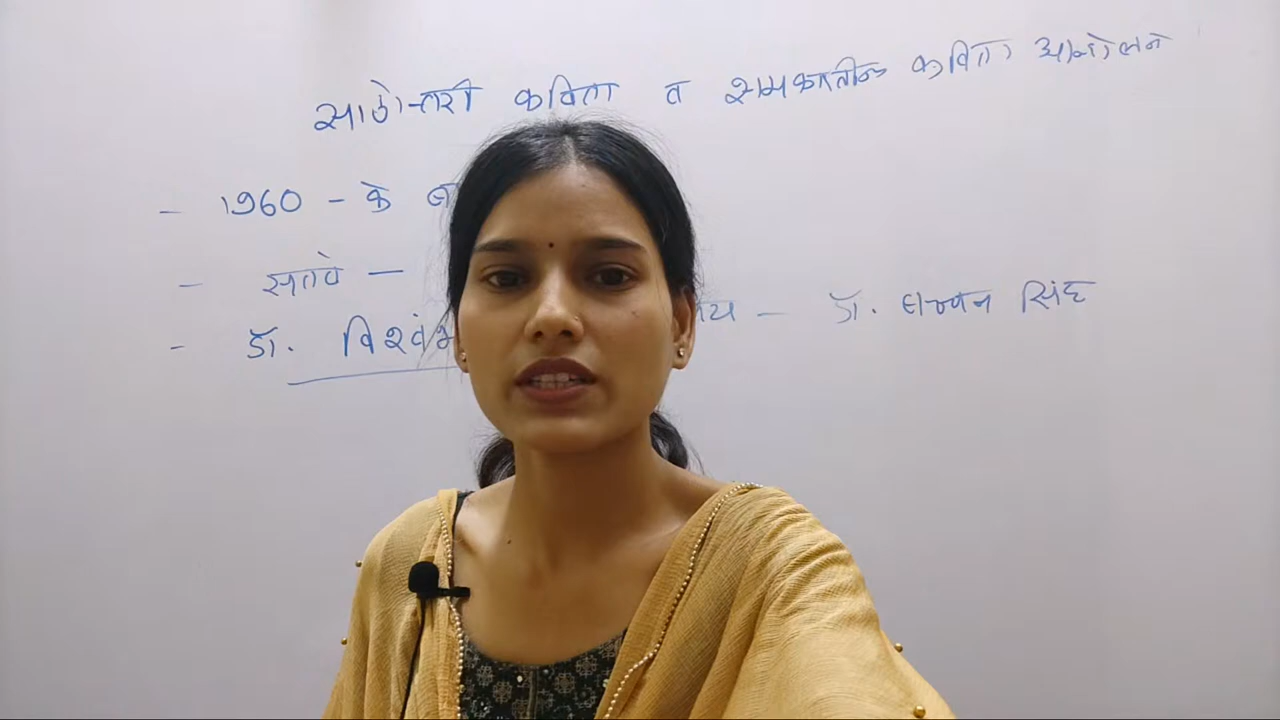 साठोत्तरी कविता व समकालीन कविता आन्दोलन
- 1960 - के
- सातवें -
- डॉ. विश्वंभ - डॉ. बच्चन सिंह